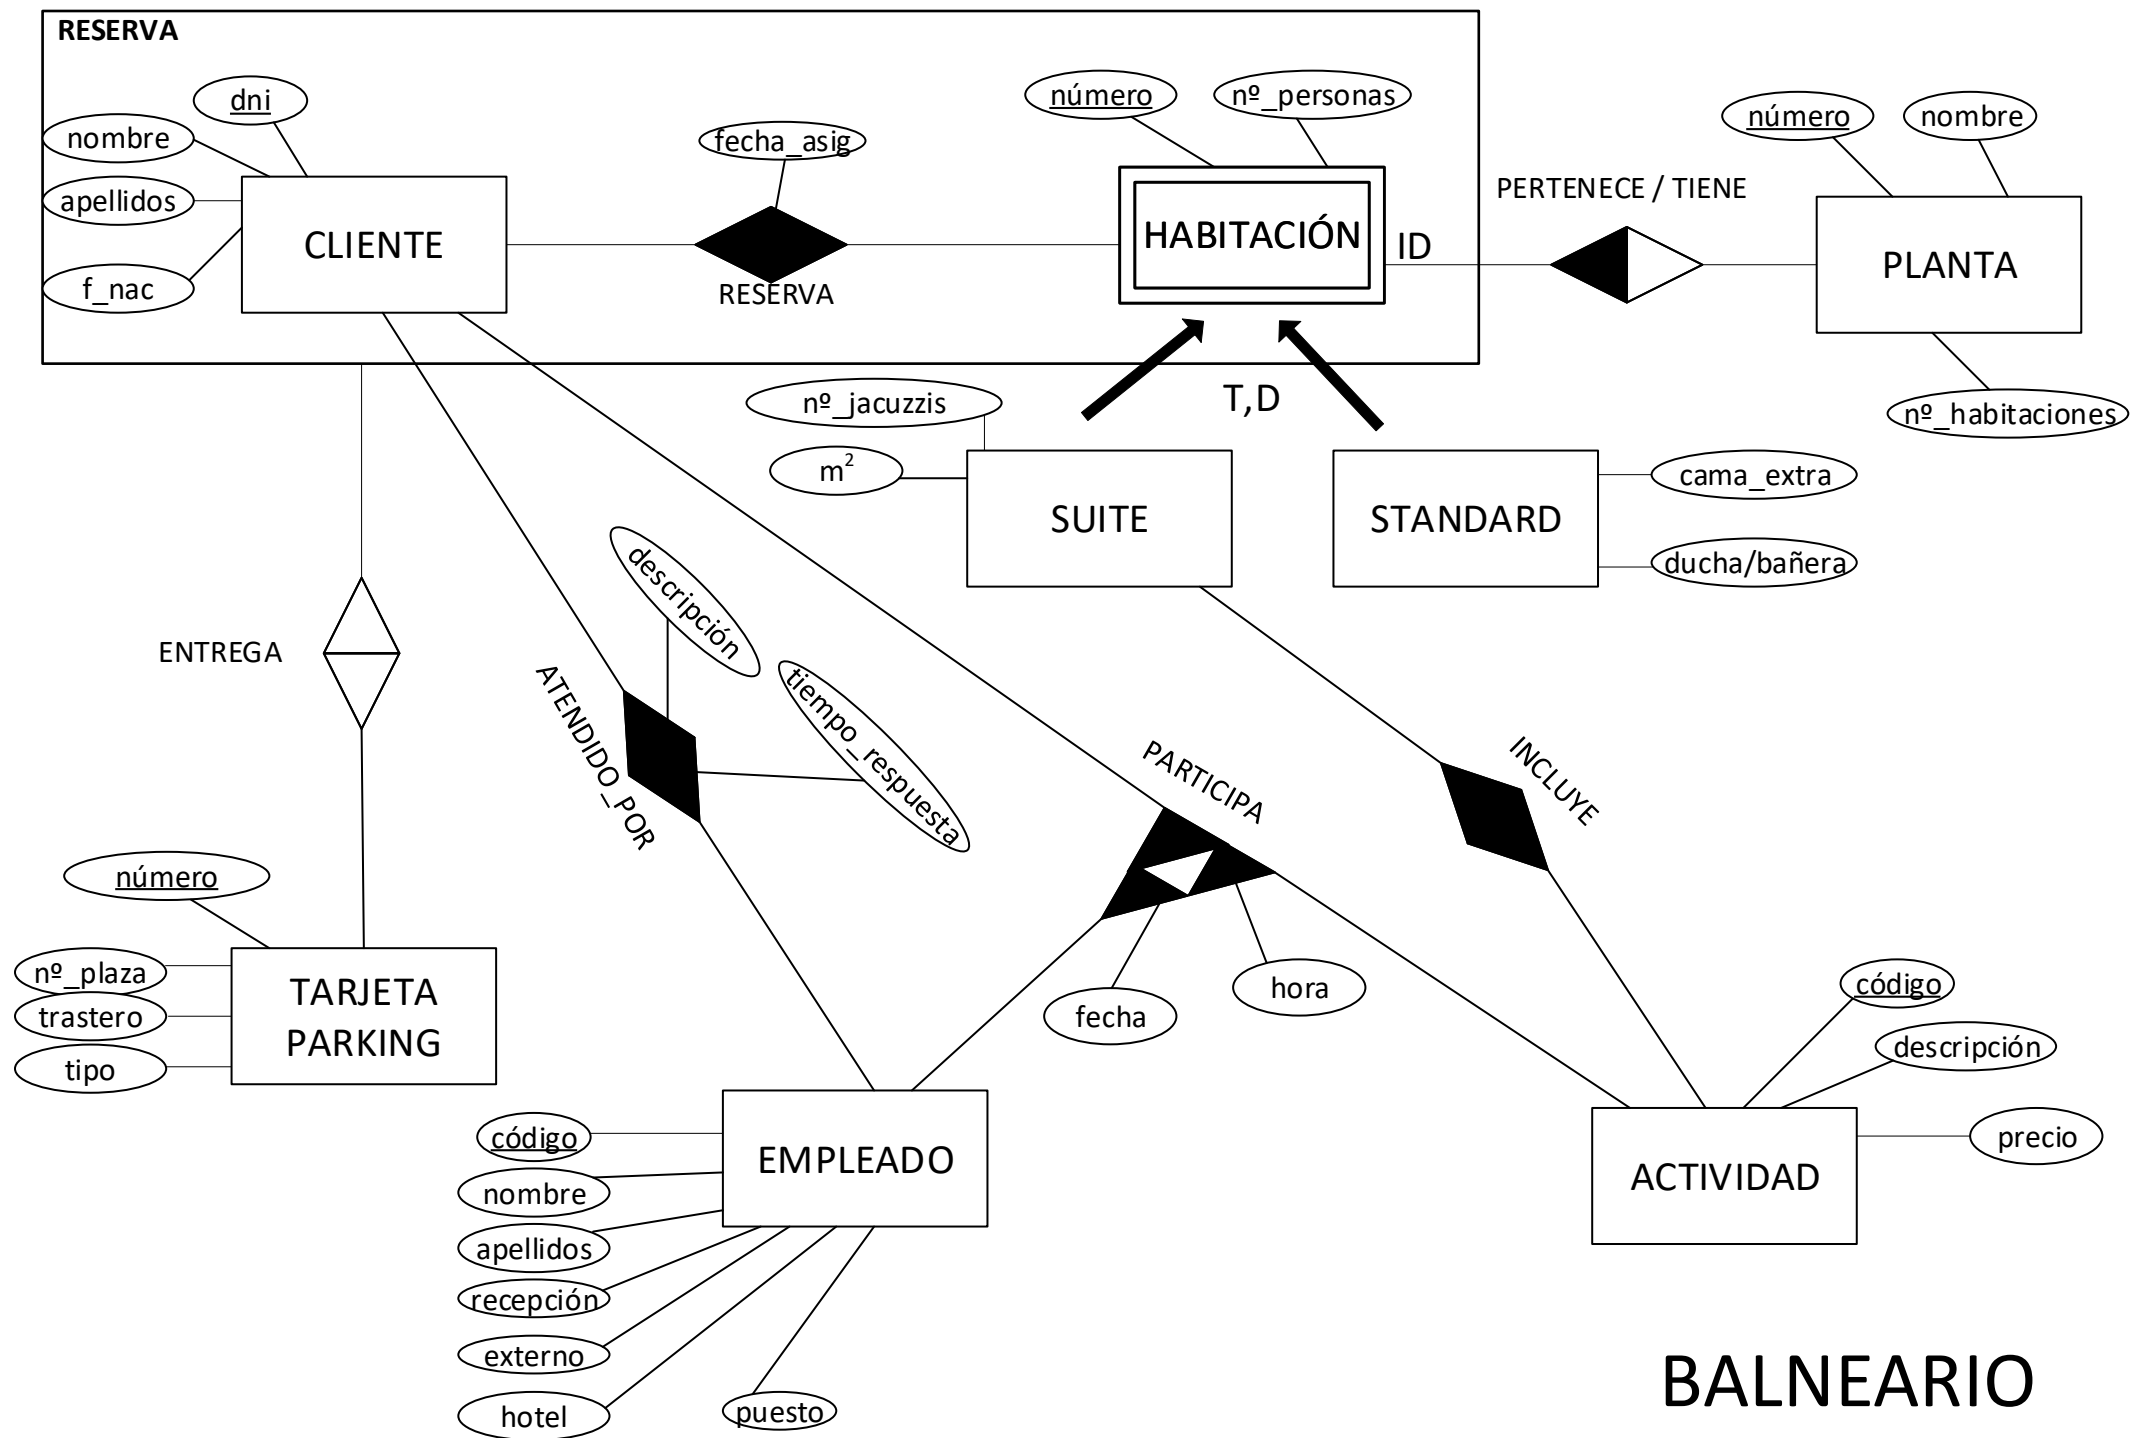 RESERVA
dni
nombre
apellidos
f_nac
CLIENTE
fecha_asig
RESERVA
número
nº_personas
HABITACIÓN
ID
PERTENECE / TIENE
número
nombre
PLANTA
nº_habitaciones
T,D
nº_jacuzzis
m²
SUITE
STANDARD
cama_extra
ducha/bañera
ENTREGA
descripción
tiempo_respuesta
ATENDIDO_POR
PARTICIPA
INCLUYE
número
nº_plaza
trastero
tipo
TARJETA
PARKING
fecha
hora
código
descripción
precio
ACTIVIDAD
código
nombre
apellidos
recepción
externo
hotel
puesto
EMPLEADO
BALNEARIO